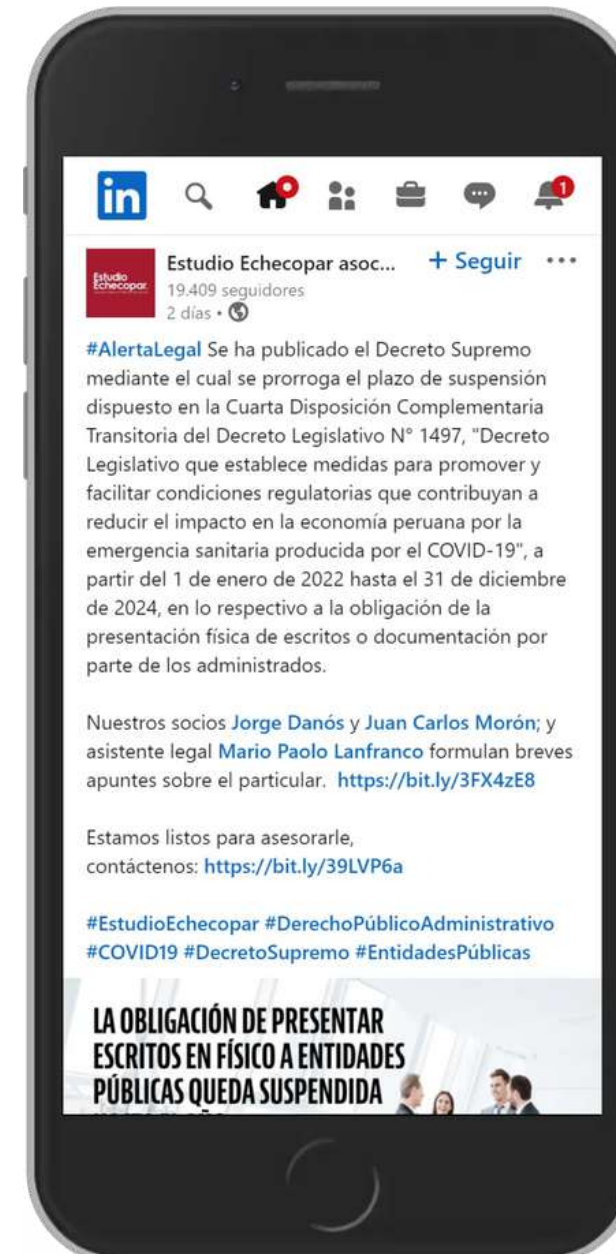 in
1
Estudio
Echecopar.
Estudio Echecopar asoc...
+ Seguir
19.409 seguidores
2 días •
#AlertaLegal Se ha publicado el Decreto Supremo
mediante el cual se prorroga el plazo de suspensión
dispuesto en la Cuarta Disposición Complementaria
Transitoria del Decreto Legislativo N° 1497, "Decreto
Legislativo que establece medidas para promover y
facilitar condiciones regulatorias que contribuyan a
reducir el impacto en la economía peruana por la
emergencia sanitaria producida por el COVID-19", a
partir del 1 de enero de 2022 hasta el 31 de diciembre
de 2024, en lo respectivo a la obligación de la
presentación física de escritos o documentación por
parte de los administrados.
Nuestros socios Jorge Danós y Juan Carlos Morón; y
asistente legal Mario Paolo Lanfranco formulan breves
apuntes sobre el particular. https://bit.ly/3FX4zE8
Estamos listos para asesorarle,
contáctenos: https://bit.ly/39LVP6a
#EstudioEchecopar #DerechoPúblicoAdministrativo
#COVID19 #DecretoSupremo #EntidadesPúblicas
LA OBLIGACIÓN DE PRESENTAR
ESCRITOS EN FÍSICO A ENTIDADES
PÚBLICAS QUEDA SUSPENDIDA